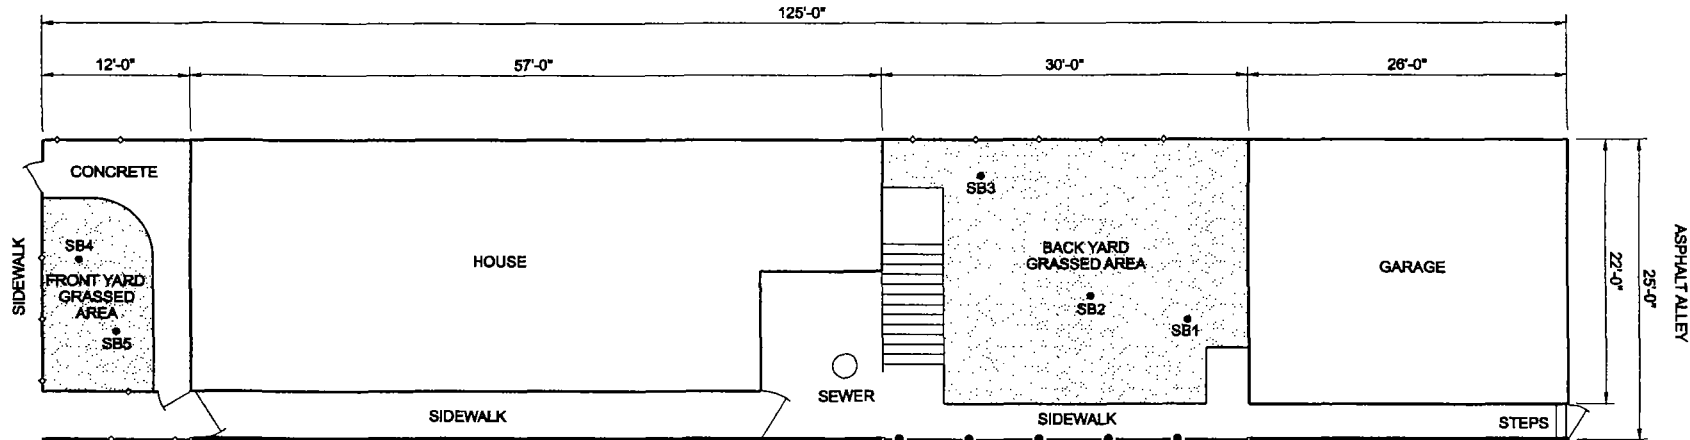 125'-0"
12'-0"
57'-0"
30'-0"
26'-0"
CONCRETE
SB3
SIDEWALK
SB4
FRONT YARD
GRASSED
AREA
SB5
HOUSE
BACK YARD
GRASSED AREA
SB2
SB1
GARAGE
22'-0"
25'-0"
ASPHALT ALLEY
SEWER
SIDEWALK
SIDEWALK
STEPS